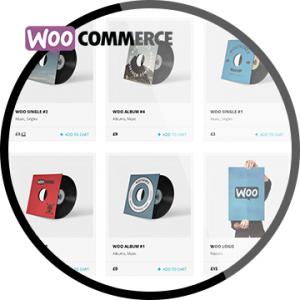 WOO COMMERCE
WOO SINGLE #2
Music, Singles
ADD TO CART
WOO ALBUM #4
Albums, Music
£9
ADD TO CART
WOO SINGLE #1
Music, Singles
£3
ADD TO CART
WOO
WOO ALBUM #1
Albums, Music
£9
ADD TO CART
WOO LOGO
£15